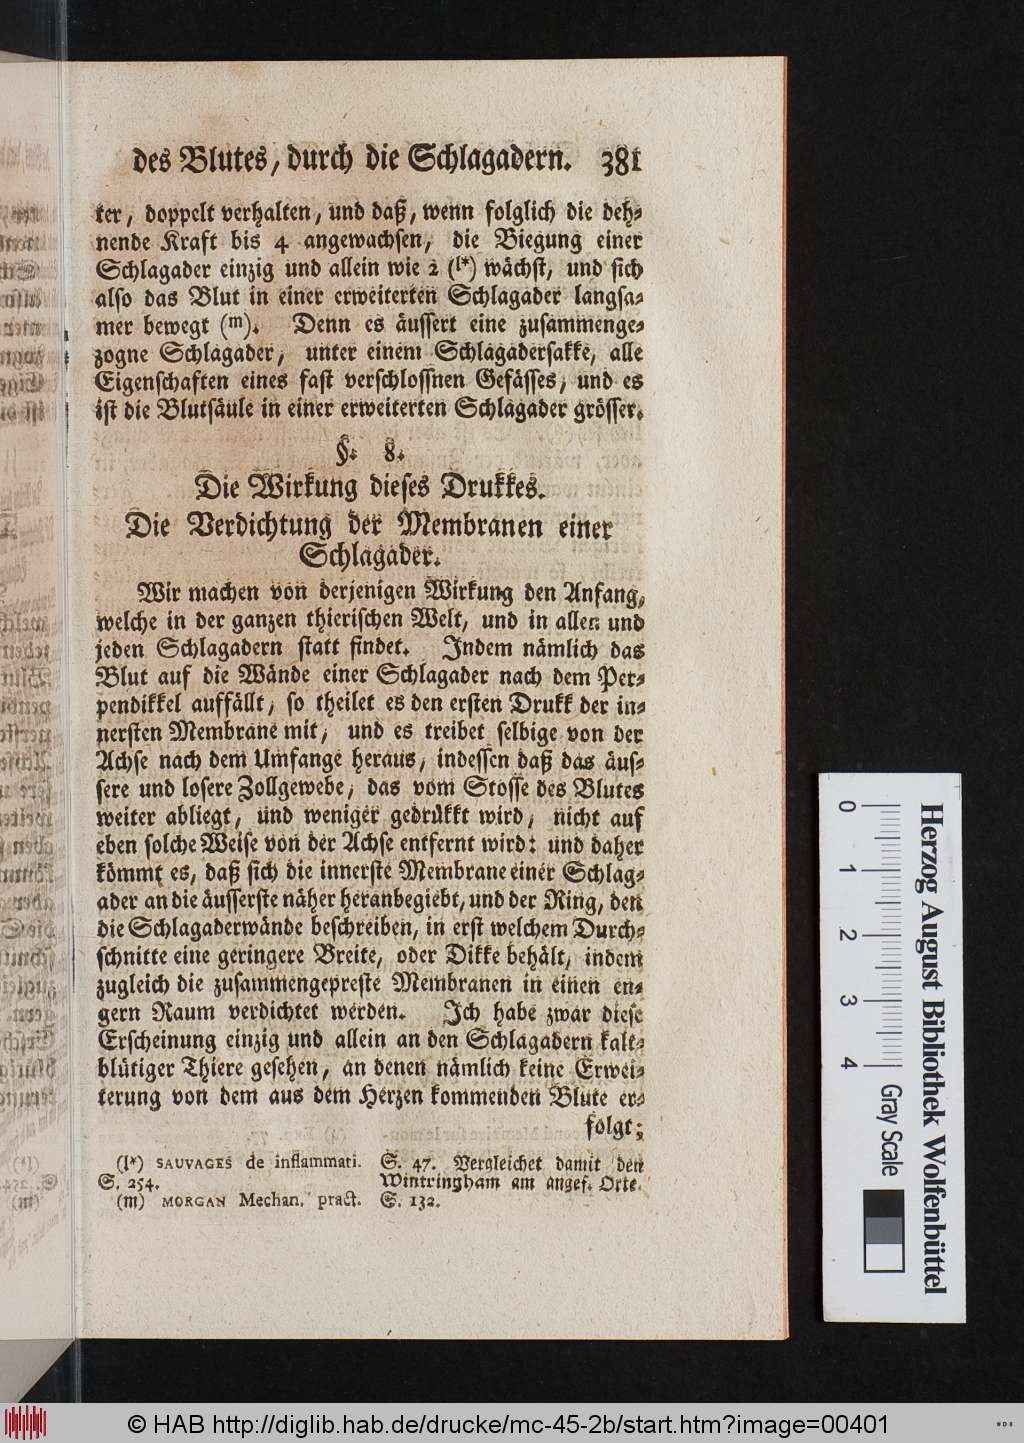 des Blutes, durch die Schlagadern. 381
ter, doppelt verhalten, und daß, wenn folglich die deh-
nende Kraft bis 4 angewachsen, die Biegung einer
Schlagader einzig und allein wie 2 (l*) wächst, und sich
also das Blut in einer erweiterten Schlagader langsa-
mer bewegt (m). Denn es äussert eine zusammenge-
zogne Schlagader, unter einem Schlagadersakke, alle
Eigenschaften eines fast verschlossnen Gefässes, und es
ist die Blutsäule in einer erweiterten Schlagader grösser.
§. 8.
Die Wirkung dieses Drukkes.
Die Verdichtung der Membranen einer
Schlagader.
Wir machen von derjenigen Wirkung den Anfang,
welche in der ganzen thierischen Welt, und in allen und
jeden Schlagadern statt findet. Indem nämlich das
Blut auf die Wände einer Schlagader nach dem Per-
pendikkel auffällt, so theilet es den ersten Drukk der in-
nersten Membrane mit, und es treibet selbige von der
Achse nach dem Umfange heraus, indessen daß das äus-
sere und losere Zollgewebe, das vom Stosse des Blutes
weiter abliegt, und weniger gedrükkt wird, nicht auf
eben solche Weise von der Achse entfernt wird: und daher
kömmt es, daß sich die innerste Membrane einer Schlag-
ader an die äusserste näher heranbegiebt, und der Ring, den
die Schlagaderwände beschreiben, in erst welchem Durch-
schnitte eine geringere Breite, oder Dikke behält, indem
zugleich die zusammengepreste Membranen in einen en-
gern Raum verdichtet werden. Ich habe zwar diese
Erscheinung einzig und allein an den Schlagadern kalt-
blütiger Thiere gesehen, an denen nämlich keine Erwei-
terung von dem aus dem Herzen kommenden Blute er-
folgt;
(l*) SAUVAGES de inflammati.
S. 254.
(m) MORGAN Mechan. pract.
S. 47. Vergleichet damit den
Wintringham am angef. Orte.
S. 132.
Herzog August Bibliothek Wolfenbüttel
0 1 2 3 4 Gray Scale
© HAB http://diglib.hab.de/drucke/mc-45-2b/start.htm?image=00401